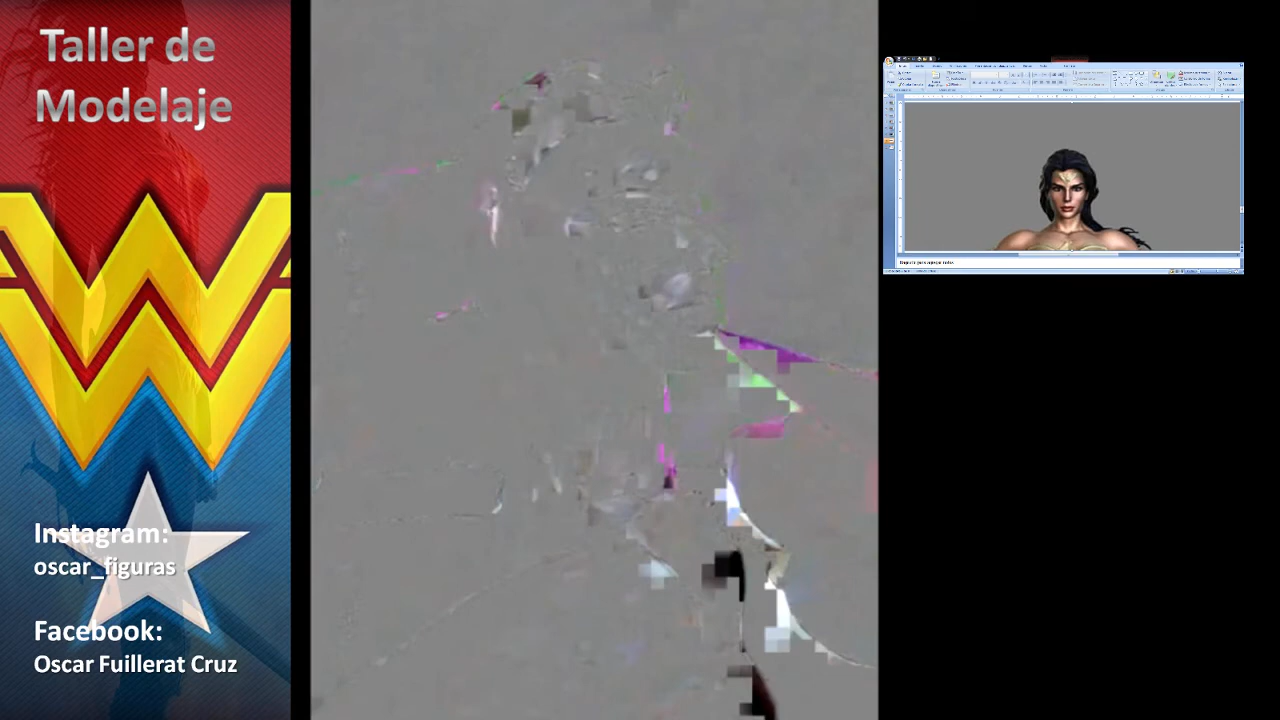 Taller de
Modelaje
Instagram:
oscar_figuras
Facebook:
Oscar Fuillerat Cruz